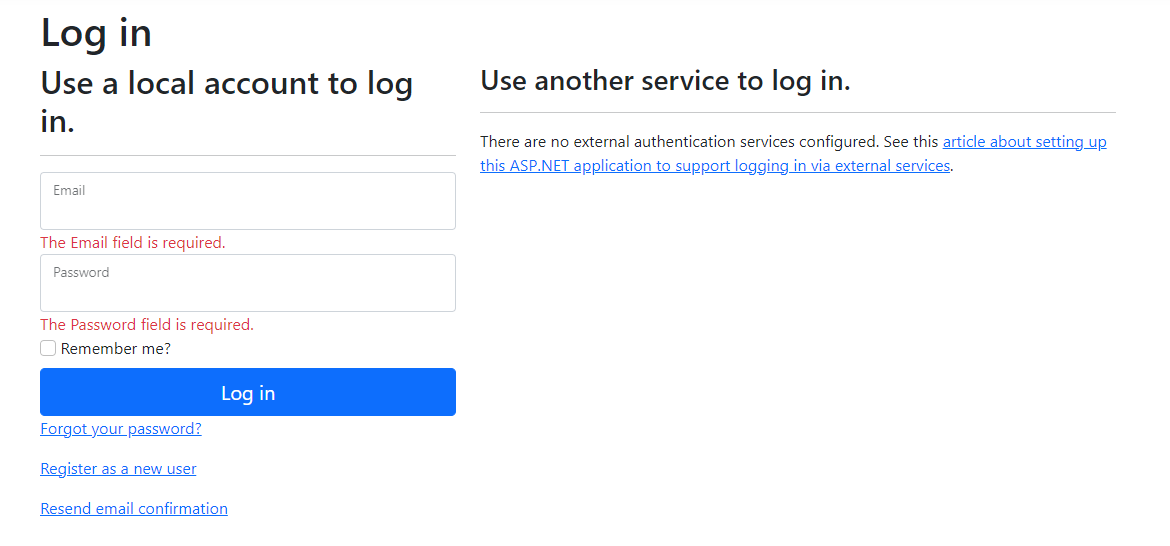 Log in
Use a local account to log
in.
Email
The Email field is required.
Password
The Password field is required.
Remember me?
Log in
Forgot your password?
Register as a new user
Resend email confirmation
Use another service to log in.
There are no external authentication services configured. See this article about setting up
this ASP.NET application to support logging in via external services.